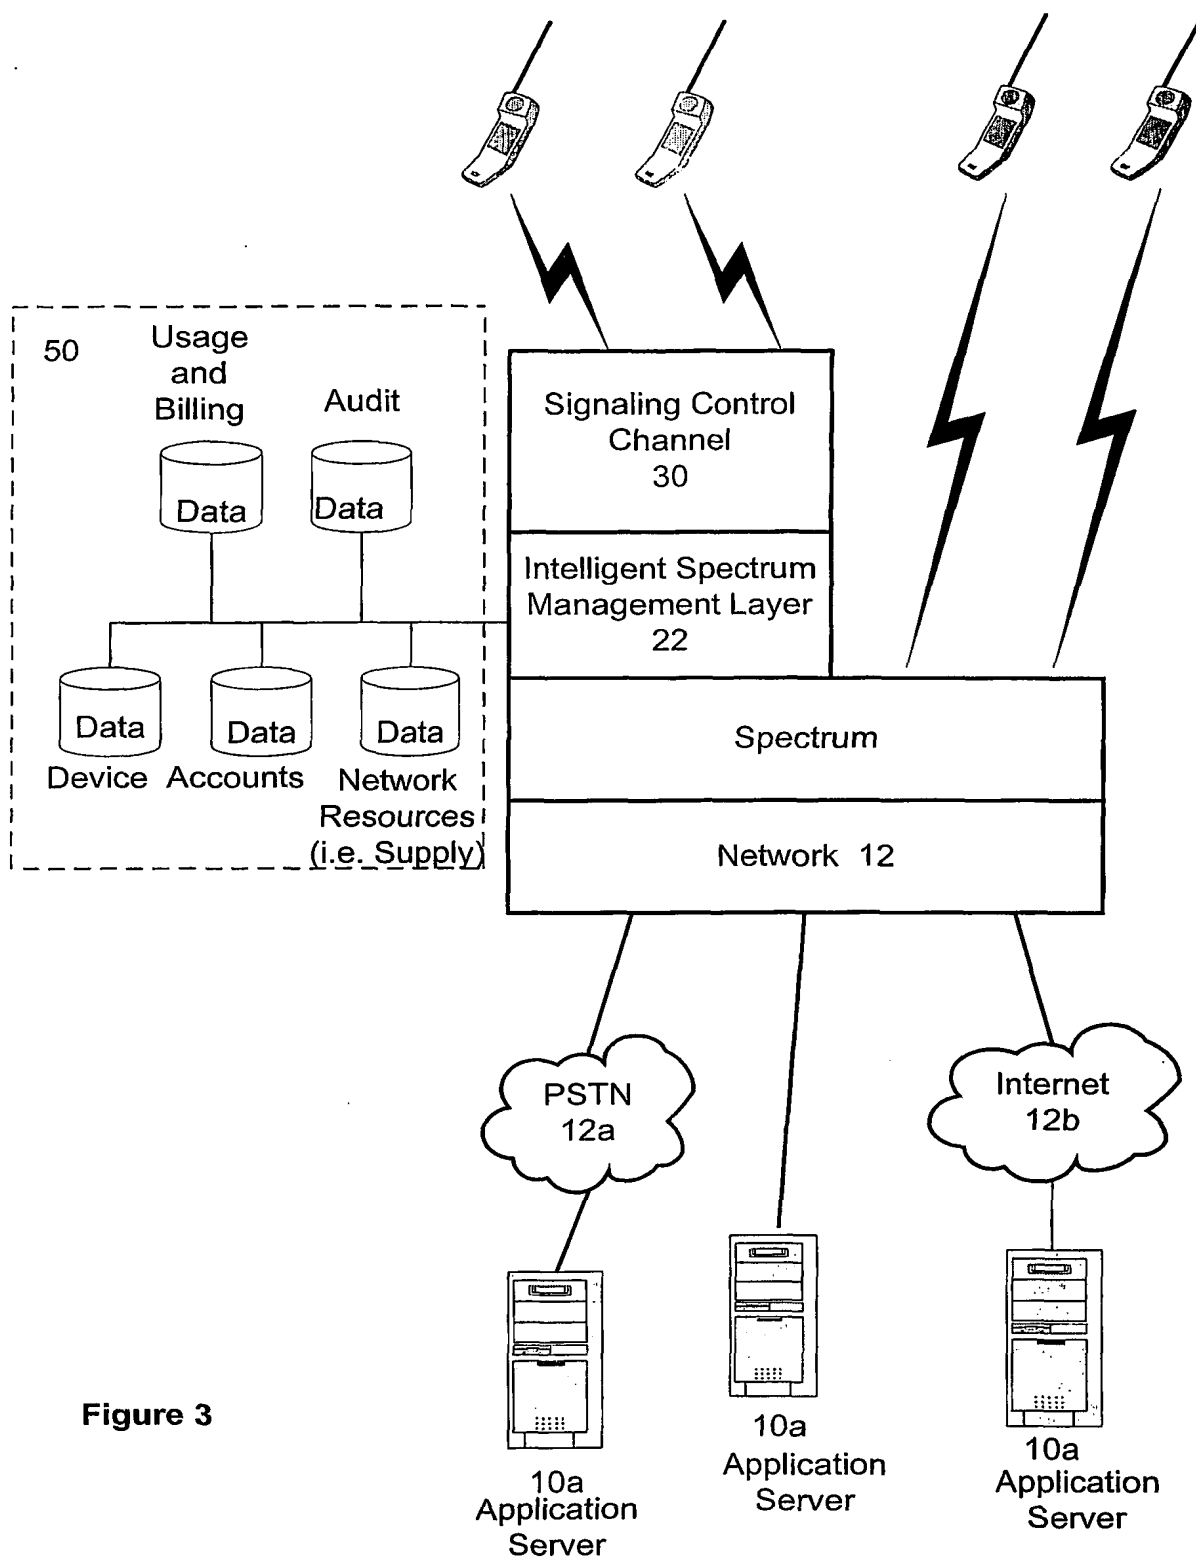 50
Usage
and
Billing
Audit
Data
Data
Data
Data
Data
Device
Accounts
Network
Resources
(i.e. Supply)
Signaling Control
Channel
30
Intelligent Spectrum
Management Layer
22
Spectrum
Network 12
PSTN
12a
Internet
12b
10a
Application
Server
10a
Application
Server
10a
Application
Server
Figure 3